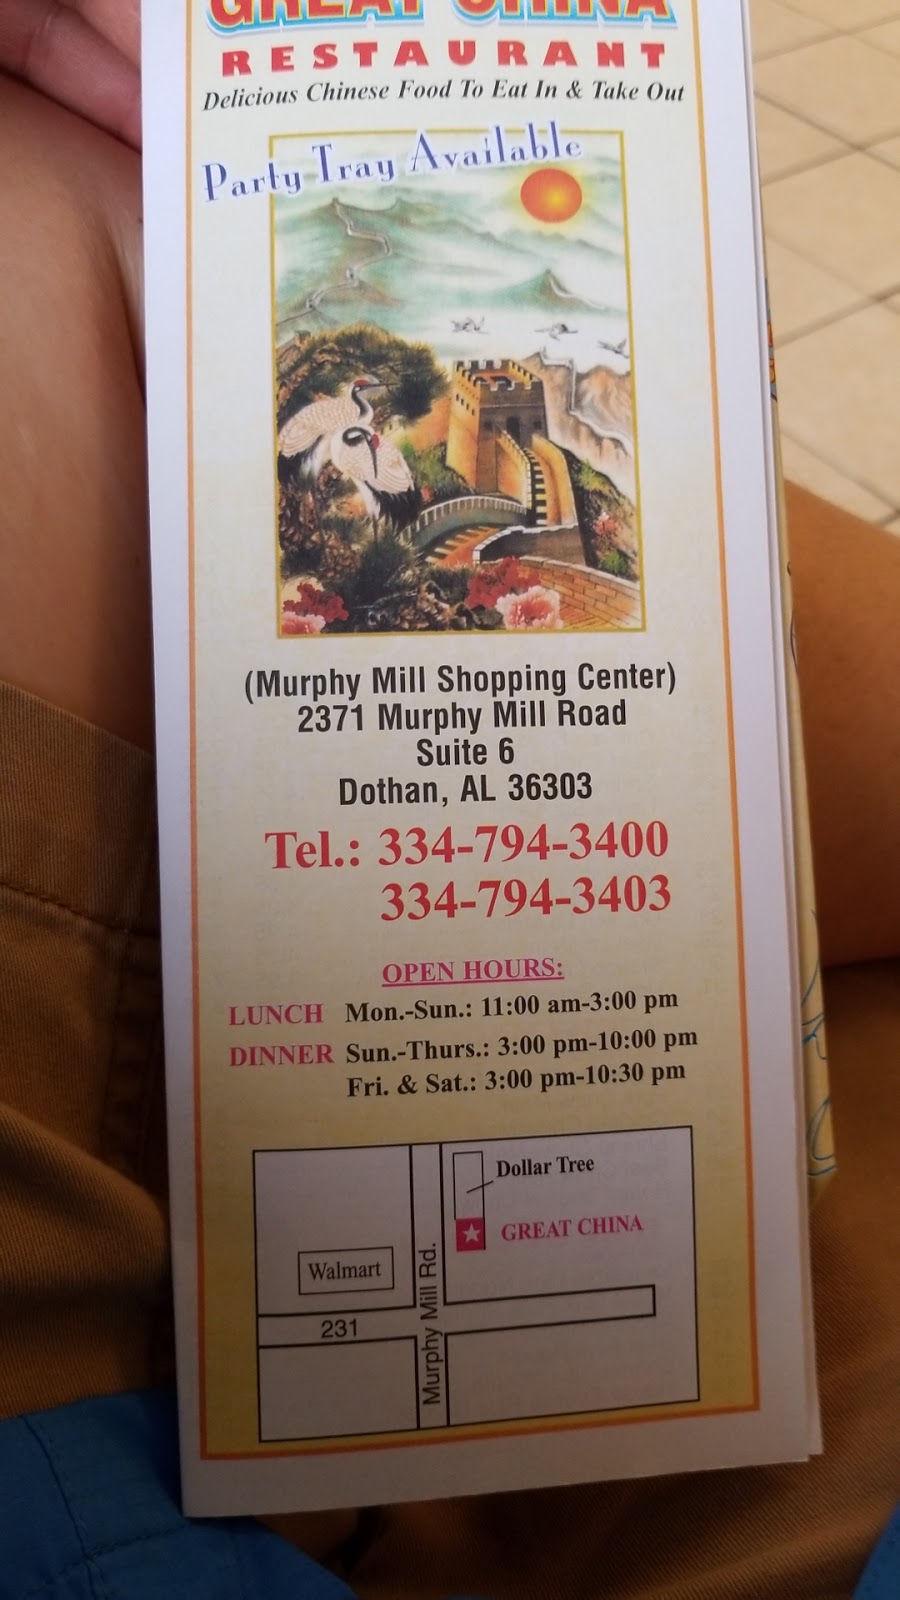 GREAT CHINA
RESTAURANT
Delicious Chinese Food To Eat In & Take Out
Party Tray Available
(Murphy Mill Shopping Center)
2371 Murphy Mill Road
Suite 6
Dothan, AL 36303
Tel.: 334-794-3400
334-794-3403
OPEN HOURS:
LUNCH Mon.-Sun.: 11:00 am-3:00 pm
DINNER Sun.-Thurs.: 3:00 pm-10:00 pm
Fri. & Sat.: 3:00 pm-10:30 pm
Dollar Tree
GREAT CHINA
Walmart
231
Murphy Mill Rd.